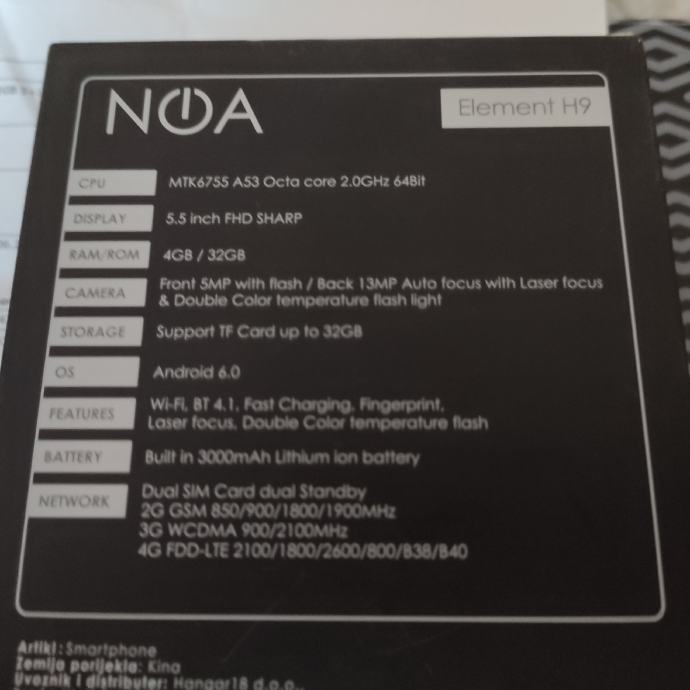 NOA
Element H9
CPU
MTK6755 A53 Octa core 2.0GHz 64Bit
DISPLAY
5.5 inch FHD SHARP
RAM/ROM
4GB / 32GB
CAMERA
Front 5MP with flash / Back 13MP Auto focus with Laser focus
& Double Color temperature flash light
STORAGE
Support TF Card up to 32GB
OS
Android 6.0
FEATURES
Wi-Fi, BT 4.1, Fast Charging, Fingerprint,
Laser focus, Double Color temperature flash
BATTERY
Built in 3000mAh Lithium ion battery
NETWORK
Dual SIM Card dual Standby
2G GSM 850/900/1800/1900MHz
3G WCDMA 900/2100MHz
4G FDD-LTE 2100/1800/2600/800/B38/B40
Artikl: Smartphone
Zemlja porijekla: Kina
Uvoznik i distributer: Hangar18 d.o.o.